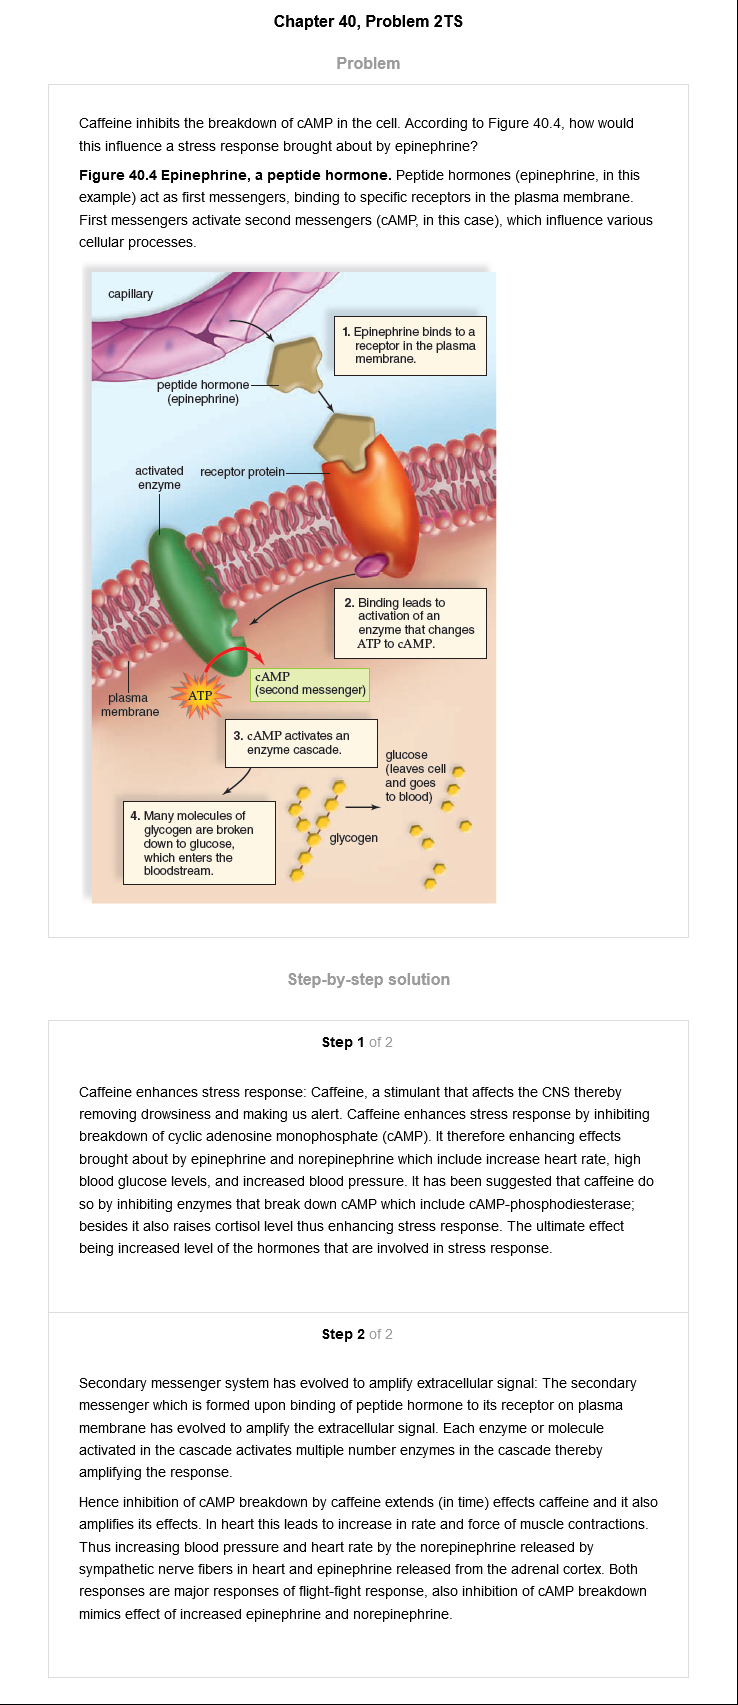 Chapter 40, Problem 2TS
Problem
Caffeine inhibits the breakdown of cAMP in the cell. According to Figure 40.4, how would
this influence a stress response brought about by epinephrine?
Figure 40.4 Epinephrine, a peptide hormone. Peptide hormones (epinephrine, in this
example) act as first messengers, binding to specific receptors in the plasma membrane.
First messengers activate second messengers (cAMP, in this case), which influence various
cellular processes.
capillary
1. Epinephrine binds to a
receptor in the plasma
membrane.
peptide hormone
(epinephrine)
activated
enzyme
receptor protein
2. Binding leads to
activation of an
enzyme that changes
ATP to cAMP.
cAMP
(second messenger)
ATP
plasma
membrane
3. cAMP activates an
enzyme cascade.
glucose
(leaves cell
and goes
to blood)
4. Many molecules of
glycogen are broken
down to glucose,
which enters the
bloodstream.
glycogen
Step-by-step solution
Step 1 of 2
Caffeine enhances stress response: Caffeine, a stimulant that affects the CNS thereby
removing drowsiness and making us alert. Caffeine enhances stress response by inhibiting
breakdown of cyclic adenosine monophosphate (cAMP). It therefore enhancing effects
brought about by epinephrine and norepinephrine which include increase heart rate, high
blood glucose levels, and increased blood pressure. It has been suggested that caffeine do
so by inhibiting enzymes that break down cAMP which include cAMP-phosphodiesterase;
besides it also raises cortisol level thus enhancing stress response. The ultimate effect
being increased level of the hormones that are involved in stress response.
Step 2 of 2
Secondary messenger system has evolved to amplify extracellular signal: The secondary
messenger which is formed upon binding of peptide hormone to its receptor on plasma
membrane has evolved to amplify the extracellular signal. Each enzyme or molecule
activated in the cascade activates multiple number enzymes in the cascade thereby
amplifying the response.
Hence inhibition of cAMP breakdown by caffeine extends (in time) effects caffeine and it also
amplifies its effects. In heart this leads to increase in rate and force of muscle contractions.
Thus increasing blood pressure and heart rate by the norepinephrine released by
sympathetic nerve fibers in heart and epinephrine released from the adrenal cortex. Both
responses are major responses of flight-fight response, also inhibition of cAMP breakdown
mimics effect of increased epinephrine and norepinephrine.